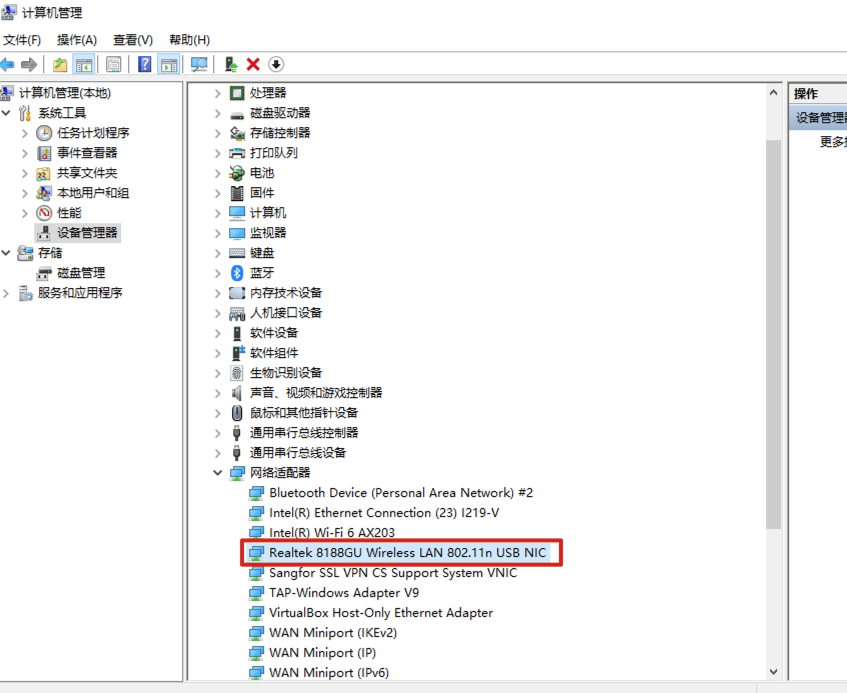 计算机管理
文件(F) 操作(A) 查看(V) 帮助(H)
计算机管理(本地)
系统工具
任务计划程序
事件查看器
共享文件夹
本地用户和组
性能
设备管理器
存储
磁盘管理
服务和应用程序
处理器
磁盘驱动器
存储控制器
打印队列
电池
固件
计算机
监视器
键盘
蓝牙
内存技术设备
人机接口设备
软件设备
软件组件
生物识别设备
声音、视频和游戏控制器
鼠标和其他指针设备
通用串行总线控制器
通用串行总线设备
网络适配器
Bluetooth Device (Personal Area Network) #2
Intel(R) Ethernet Connection (23) I219-V
Intel(R) Wi-Fi 6 AX203
Realtek 8188GU Wireless LAN 802.11n USB NIC
Sangfor SSL VPN CS Support System VNIC
TAP-Windows Adapter V9
VirtualBox Host-Only Ethernet Adapter
WAN Miniport (IKEv2)
WAN Miniport (IP)
WAN Miniport (IPv6)
操作
设备管理
更多